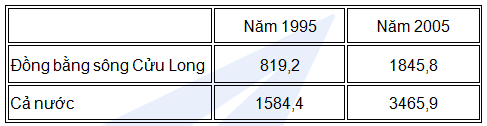 Năm 1995 Năm 2005
Đồng bằng sông Cửu Long 819,2 1845,8
Cả nước 1584,4 3465,9